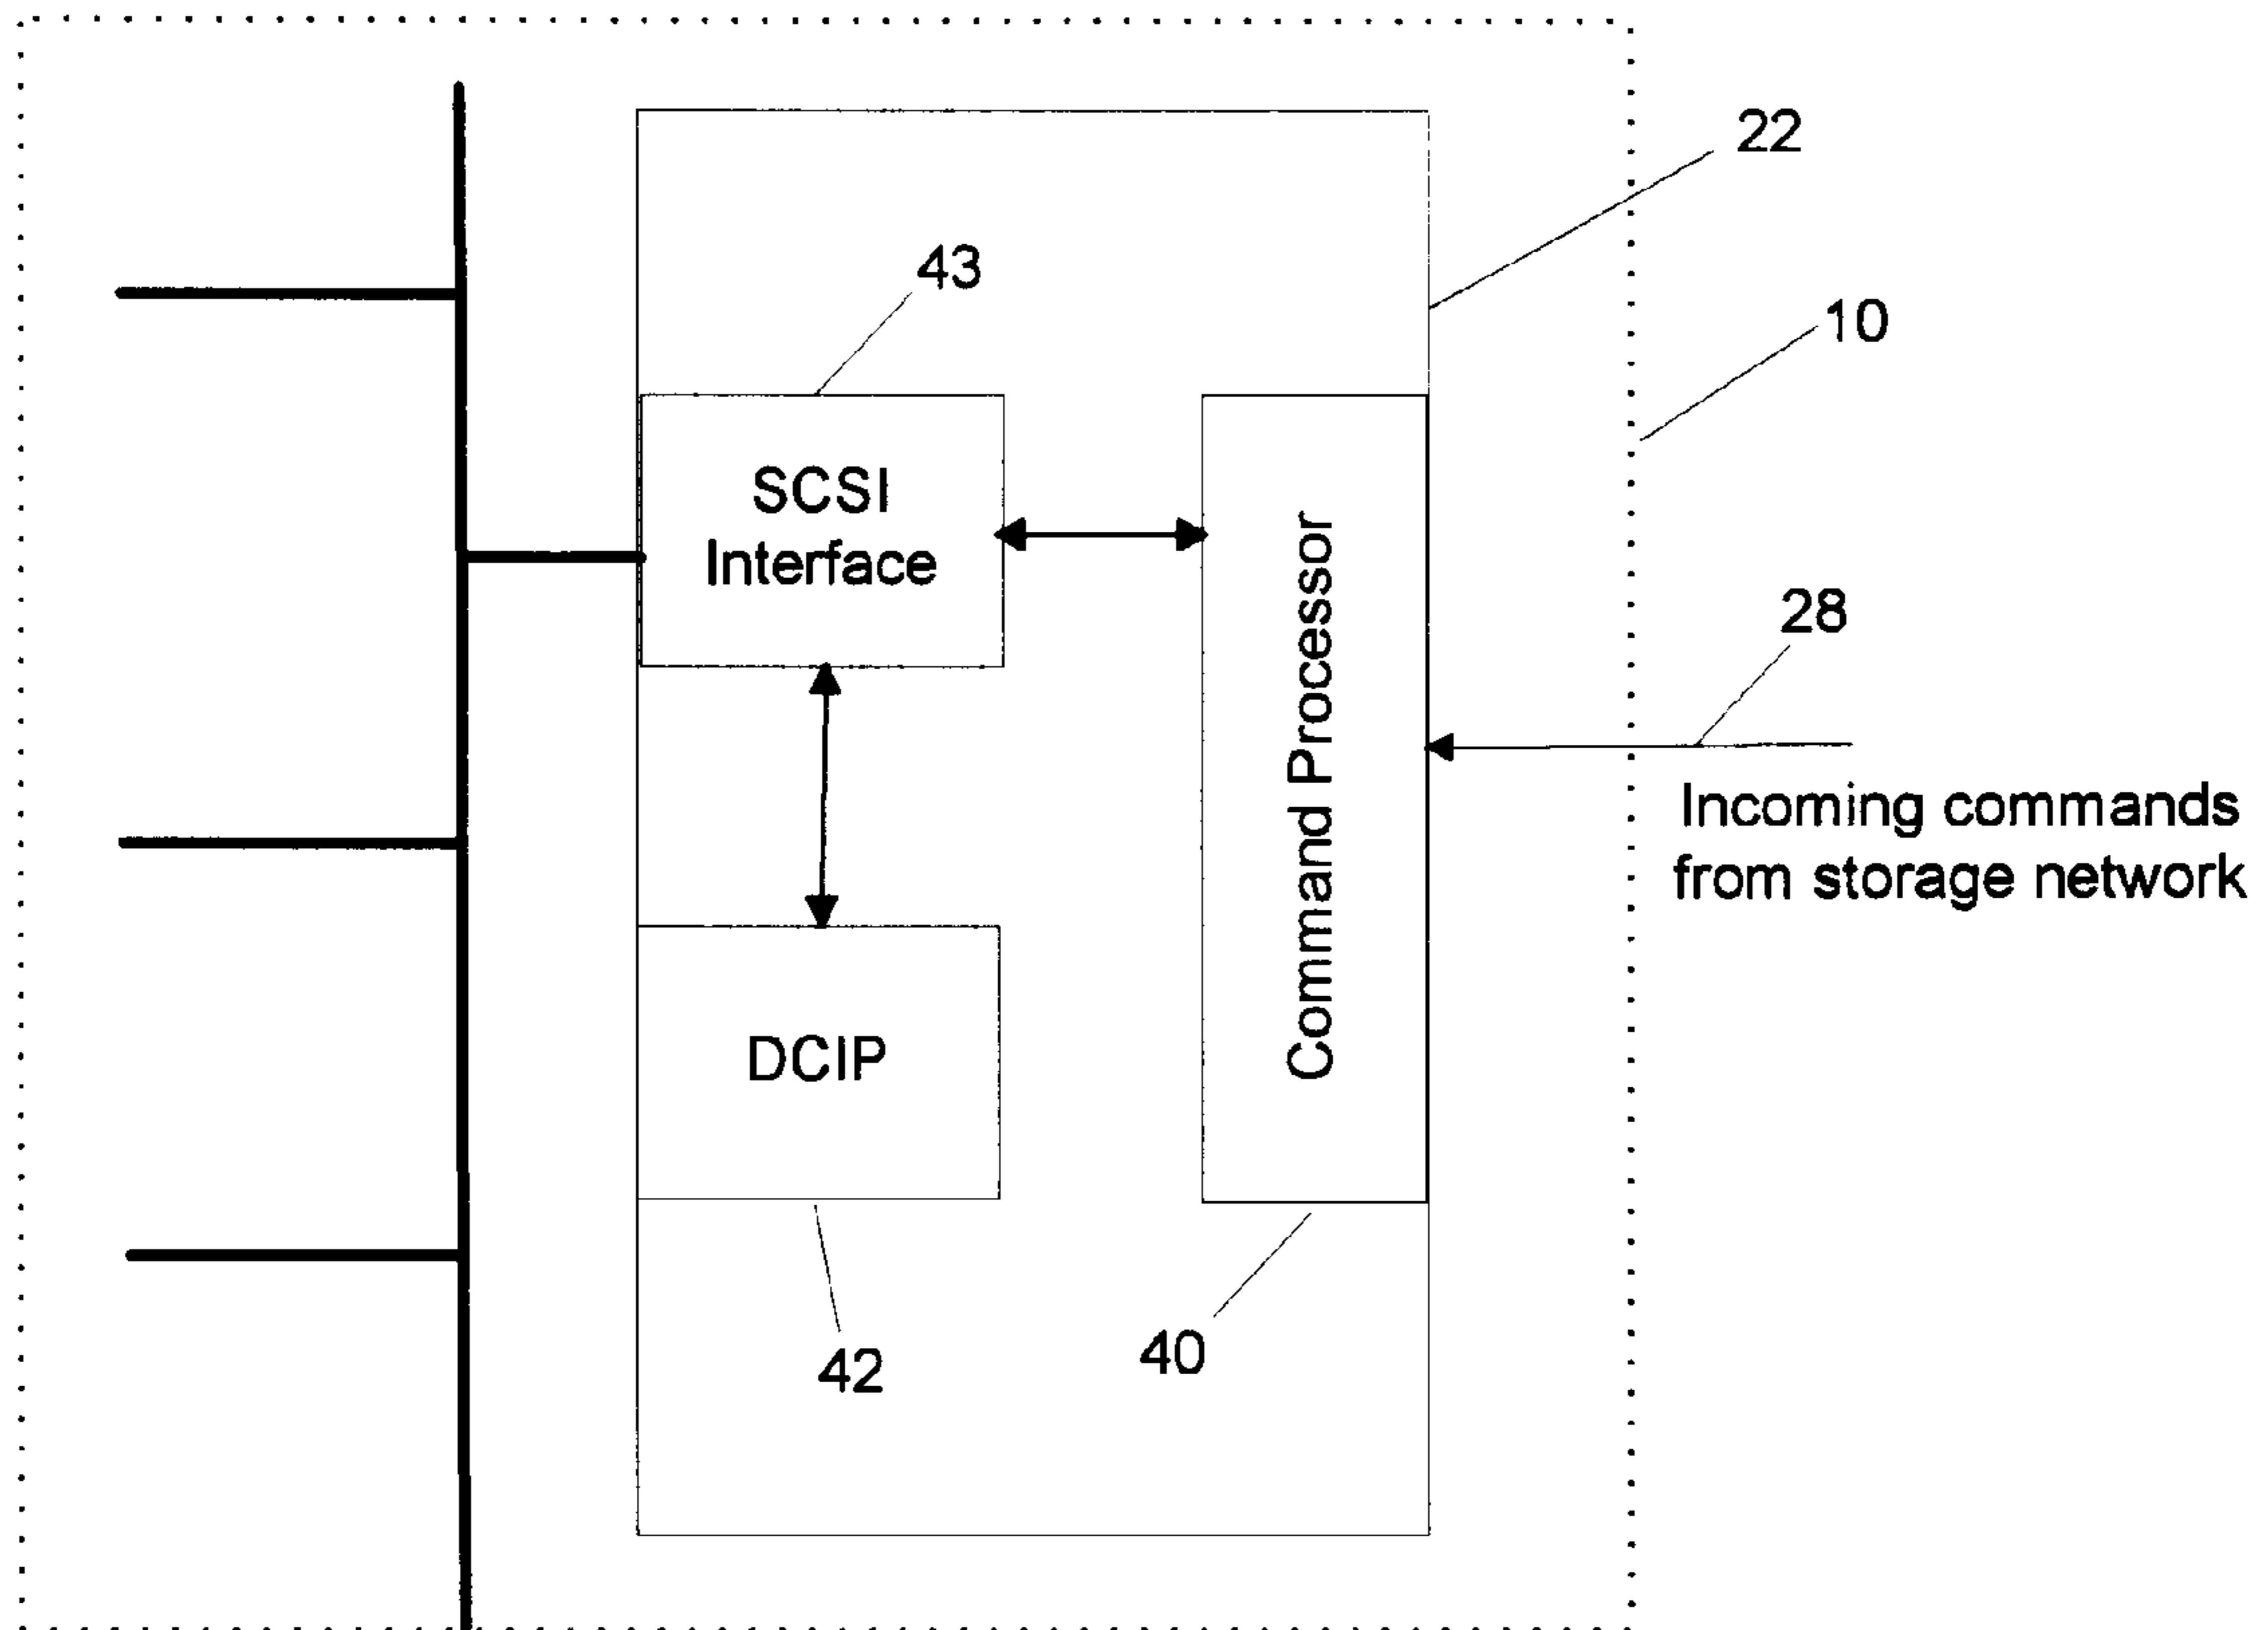 22
43
10
SCSI
Interface
28
Command Processor
Incoming commands
from storage network
DCIP
42
40